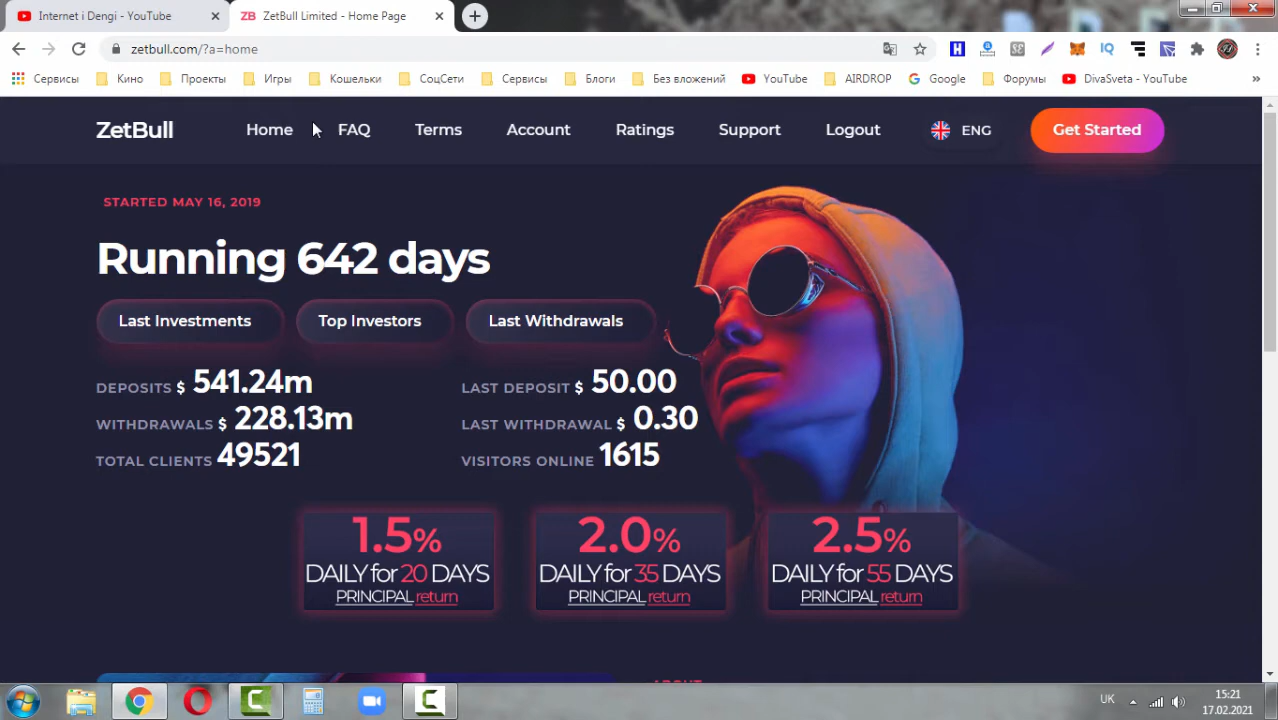 Internet i Dengi - YouTube
ZetBull Limited - Home Page
zetbull.com/?a=home
Сервисы Кино Проекты Игры Кошельки СоцСети Сервисы Блоги Без вложений YouTube AIRDROP Google Форумы DivaSveta - YouTube »
ZetBull Home FAQ Terms Account Ratings Support Logout ENG Get Started
STARTED MAY 16, 2019
Running 642 days
Last Investments Top Investors Last Withdrawals
DEPOSITS $ 541.24m LAST DEPOSIT $ 50.00
WITHDRAWALS $ 228.13m LAST WITHDRAWAL $ 0.30
TOTAL CLIENTS 49521 VISITORS ONLINE 1615
1.5% 2.0% 2.5%
DAILY for 20 DAYS DAILY for 35 DAYS DAILY for 55 DAYS
PRINCIPAL return PRINCIPAL return PRINCIPAL return
ABOUT
UK 15:21
17.02.2021